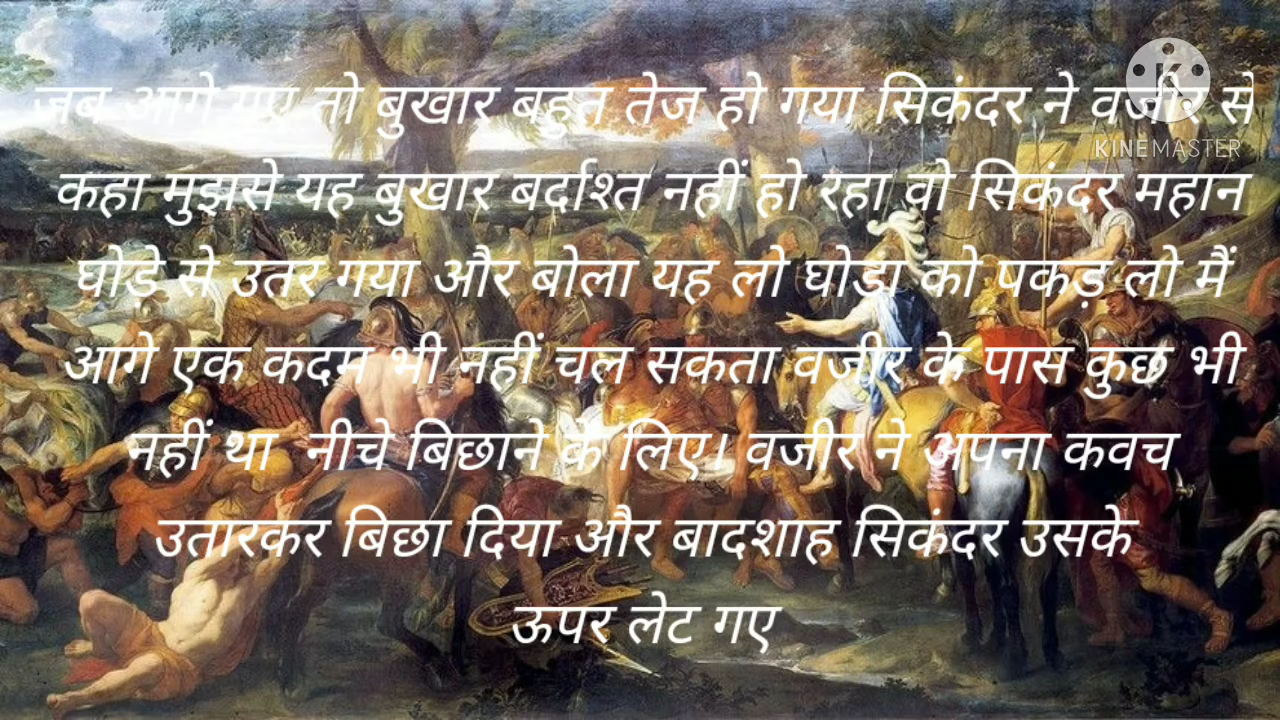 जब आगे गए तो बुखार बहुत तेज हो गया सिकंदर ने वजीर से
कहा मुझसे यह बुखार बर्दाश्त नहीं हो रहा वो सिकंदर महान
घोड़े से उतर गया और बोला यह लो घोडा को पकड़ लो मैं
आगे एक कदम भी नहीं चल सकता वजीर के पास कुछ भी
नहीं था नीचे बिछाने के लिए। वजीर ने अपना कवच
उतारकर बिछा दिया और बादशाह सिकंदर उसके
ऊपर लेट गए
KINEMASTER